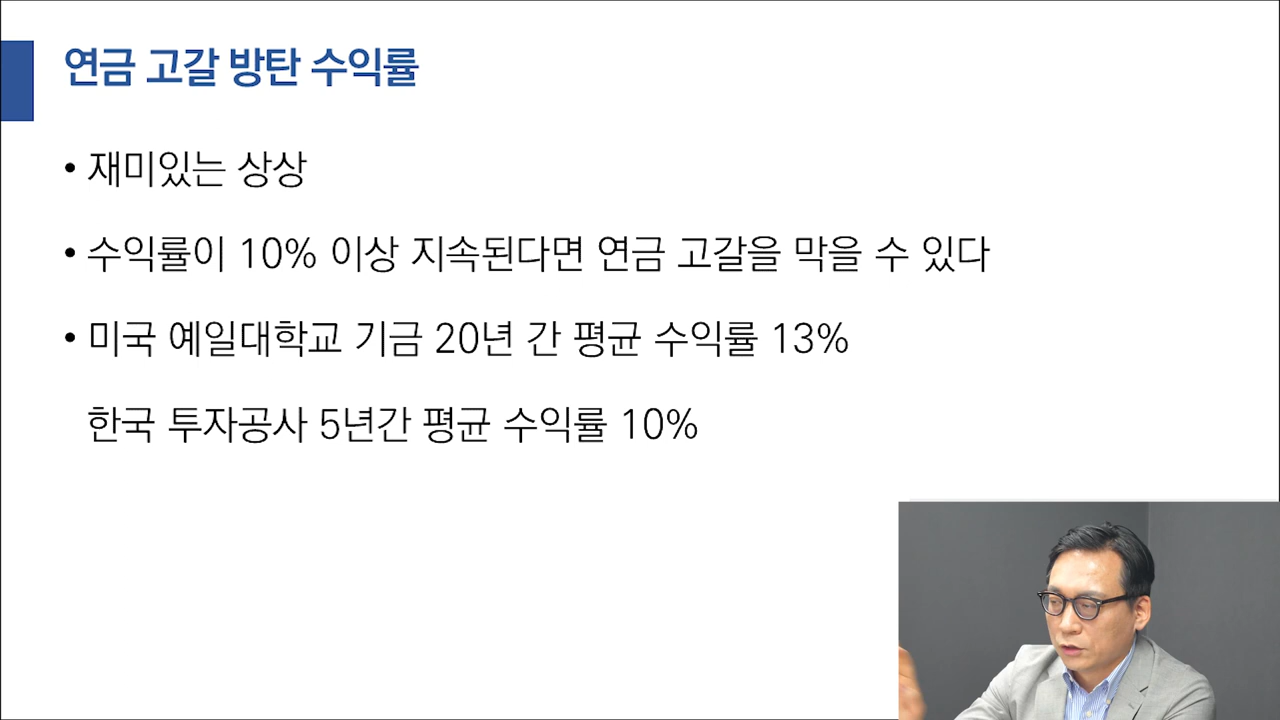 연금 고갈 방탄 수익률
• 재미있는 상상
• 수익률이 10% 이상 지속된다면 연금 고갈을 막을 수 있다
• 미국 예일대학교 기금 20년 간 평균 수익률 13%
한국 투자공사 5년간 평균 수익률 10%